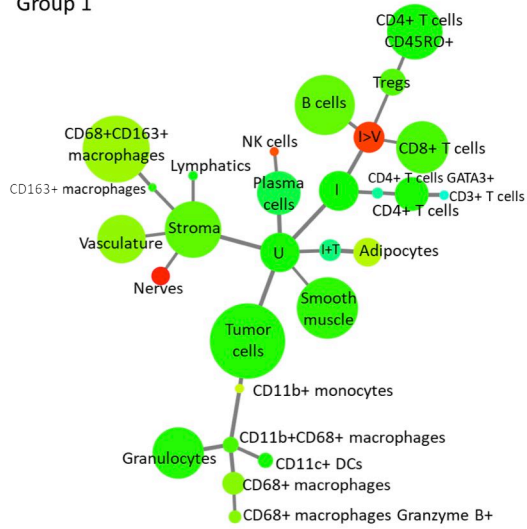 Group 1
CD4+ T cells
CD45RO+
Tregs
B cells
I>V
CD8+ T cells
CD68+CD163+
macrophages
NK cells
Lymphatics
CD163+ macrophages
Plasma
cells
I
CD4+ T cells GATA3+
CD3+ T cells
CD4+ T cells
Stroma
Vasculature
U
I+T
Adipocytes
Nerves
Smooth
muscle
Tumor
cells
CD11b+ monocytes
CD11b+CD68+ macrophages
Granulocytes
CD11c+ DCs
CD68+ macrophages
CD68+ macrophages Granzyme B+